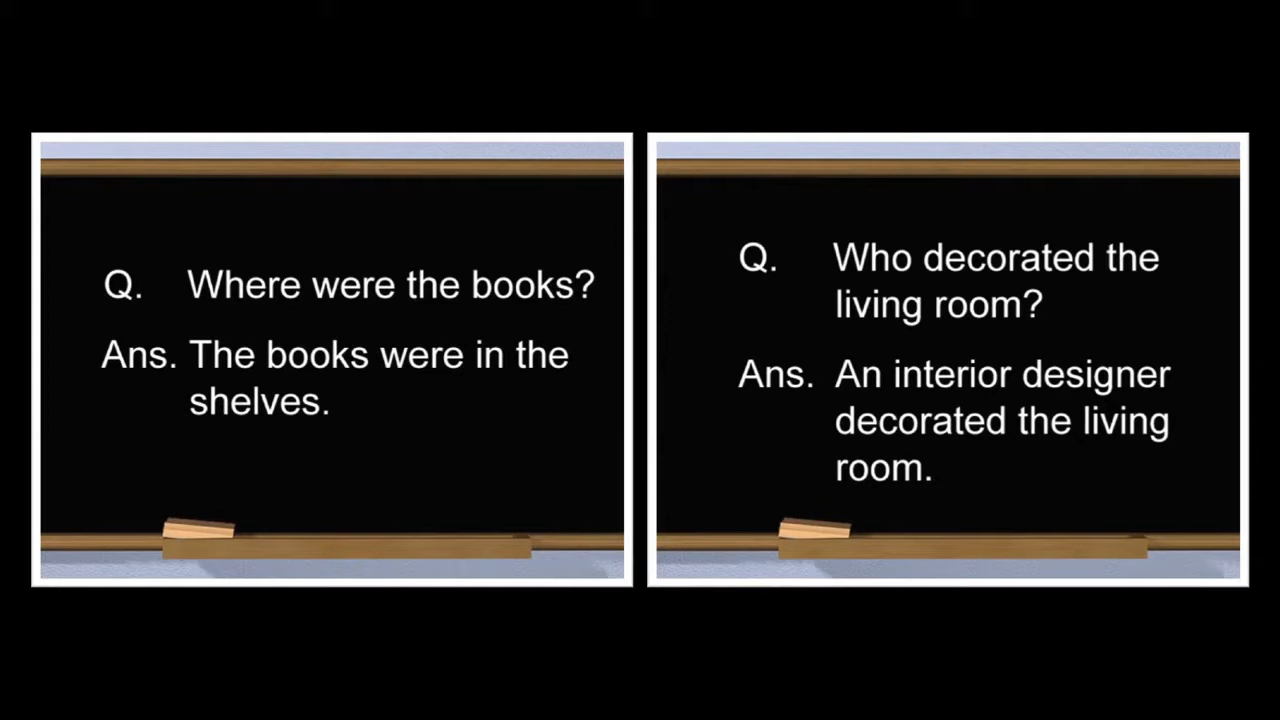 Q. Where were the books?
Ans. The books were in the
shelves.
Q. Who decorated the
living room?
Ans. An interior designer
decorated the living
room.